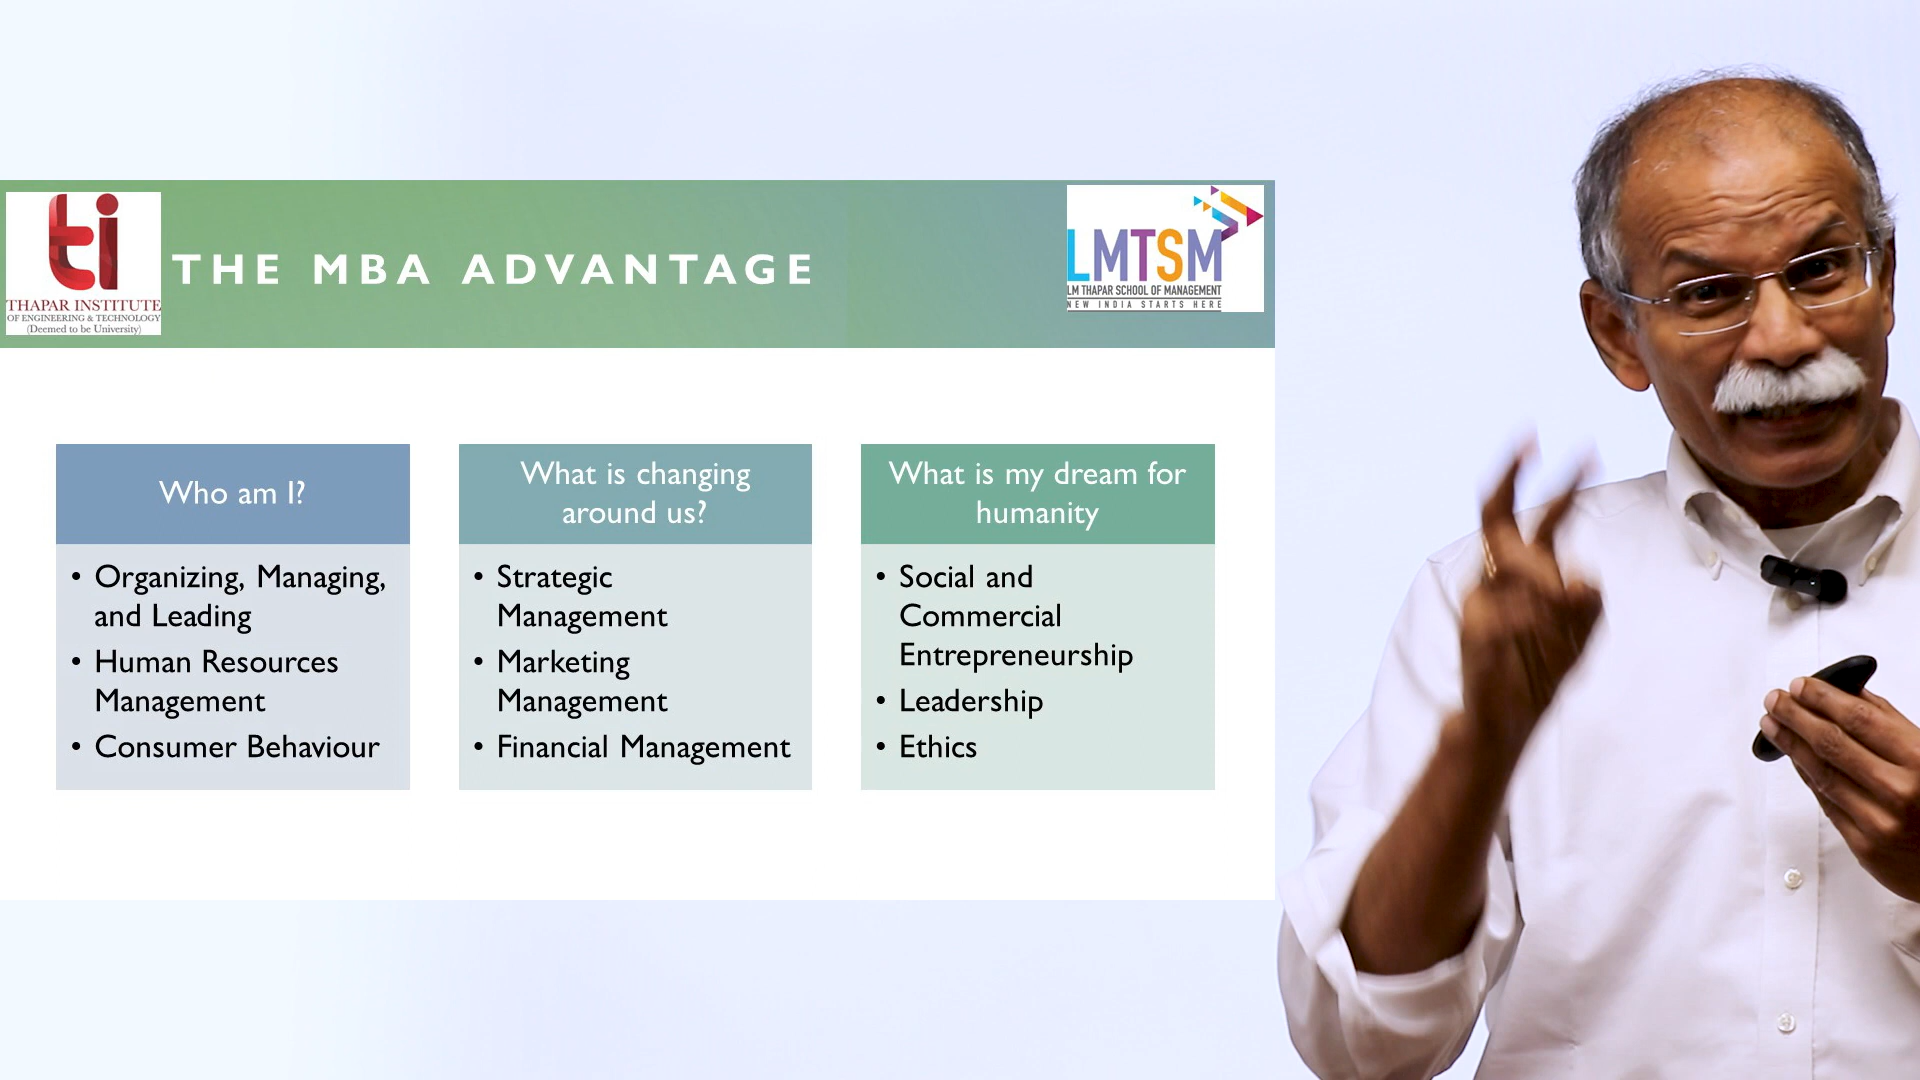 ti
THAPAR INSTITUTE
OF ENGINEERING & TECHNOLOGY
(Deemed to be University)
THE MBA ADVANTAGE
LMTSM
LM THAPAR SCHOOL OF MANAGEMENT
NEW INDIA STARTS HERE
Who am I?
• Organizing, Managing,
and Leading
• Human Resources
Management
• Consumer Behaviour
What is changing
around us?
• Strategic
Management
• Marketing
Management
• Financial Management
What is my dream for
humanity
• Social and
Commercial
Entrepreneurship
• Leadership
• Ethics